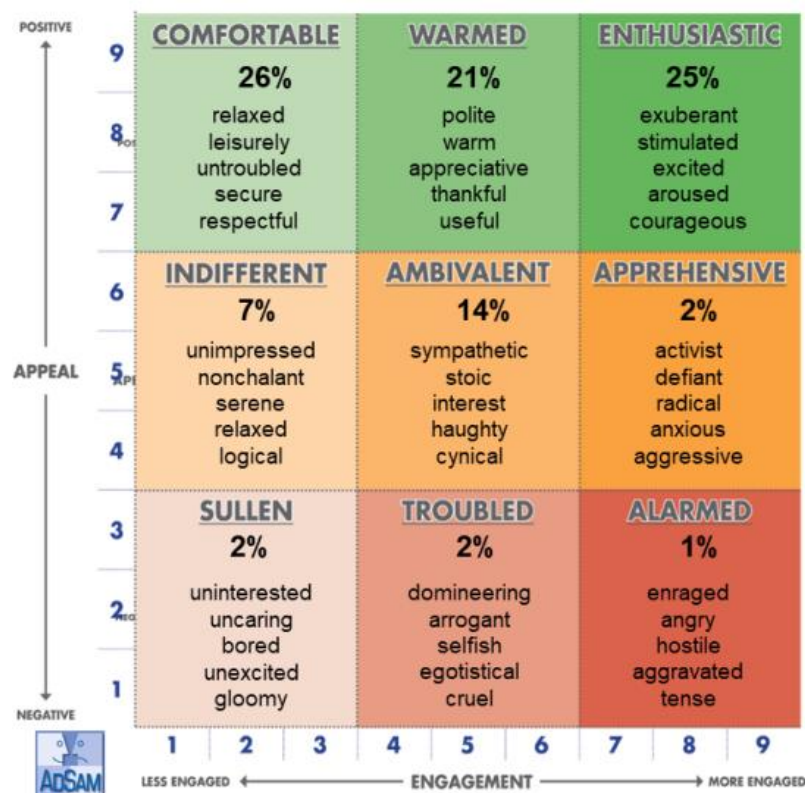 POSITIVE
COMFORTABLE
26%
relaxed
leisurely
untroubled
secure
respectful
WARMED
21%
polite
warm
appreciative
thankful
useful
ENTHUSIASTIC
25%
exuberant
stimulated
excited
aroused
courageous
INDIFFERENT
7%
unimpressed
nonchalant
serene
relaxed
logical
AMBIVALENT
14%
sympathetic
stoic
interest
haughty
cynical
APPREHENSIVE
2%
activist
defiant
radical
anxious
aggressive
SULLEN
2%
uninterested
uncaring
bored
unexcited
gloomy
TROUBLED
2%
domineering
arrogant
selfish
egotistical
cruel
ALARMED
1%
enraged
angry
hostile
aggravated
tense
9
8
7
6
5
4
3
2
1
APPEAL
NEGATIVE
1 2 3 4 5 6 7 8 9
LESS ENGAGED ENGAGEMENT MORE ENGAGED
ADSAM